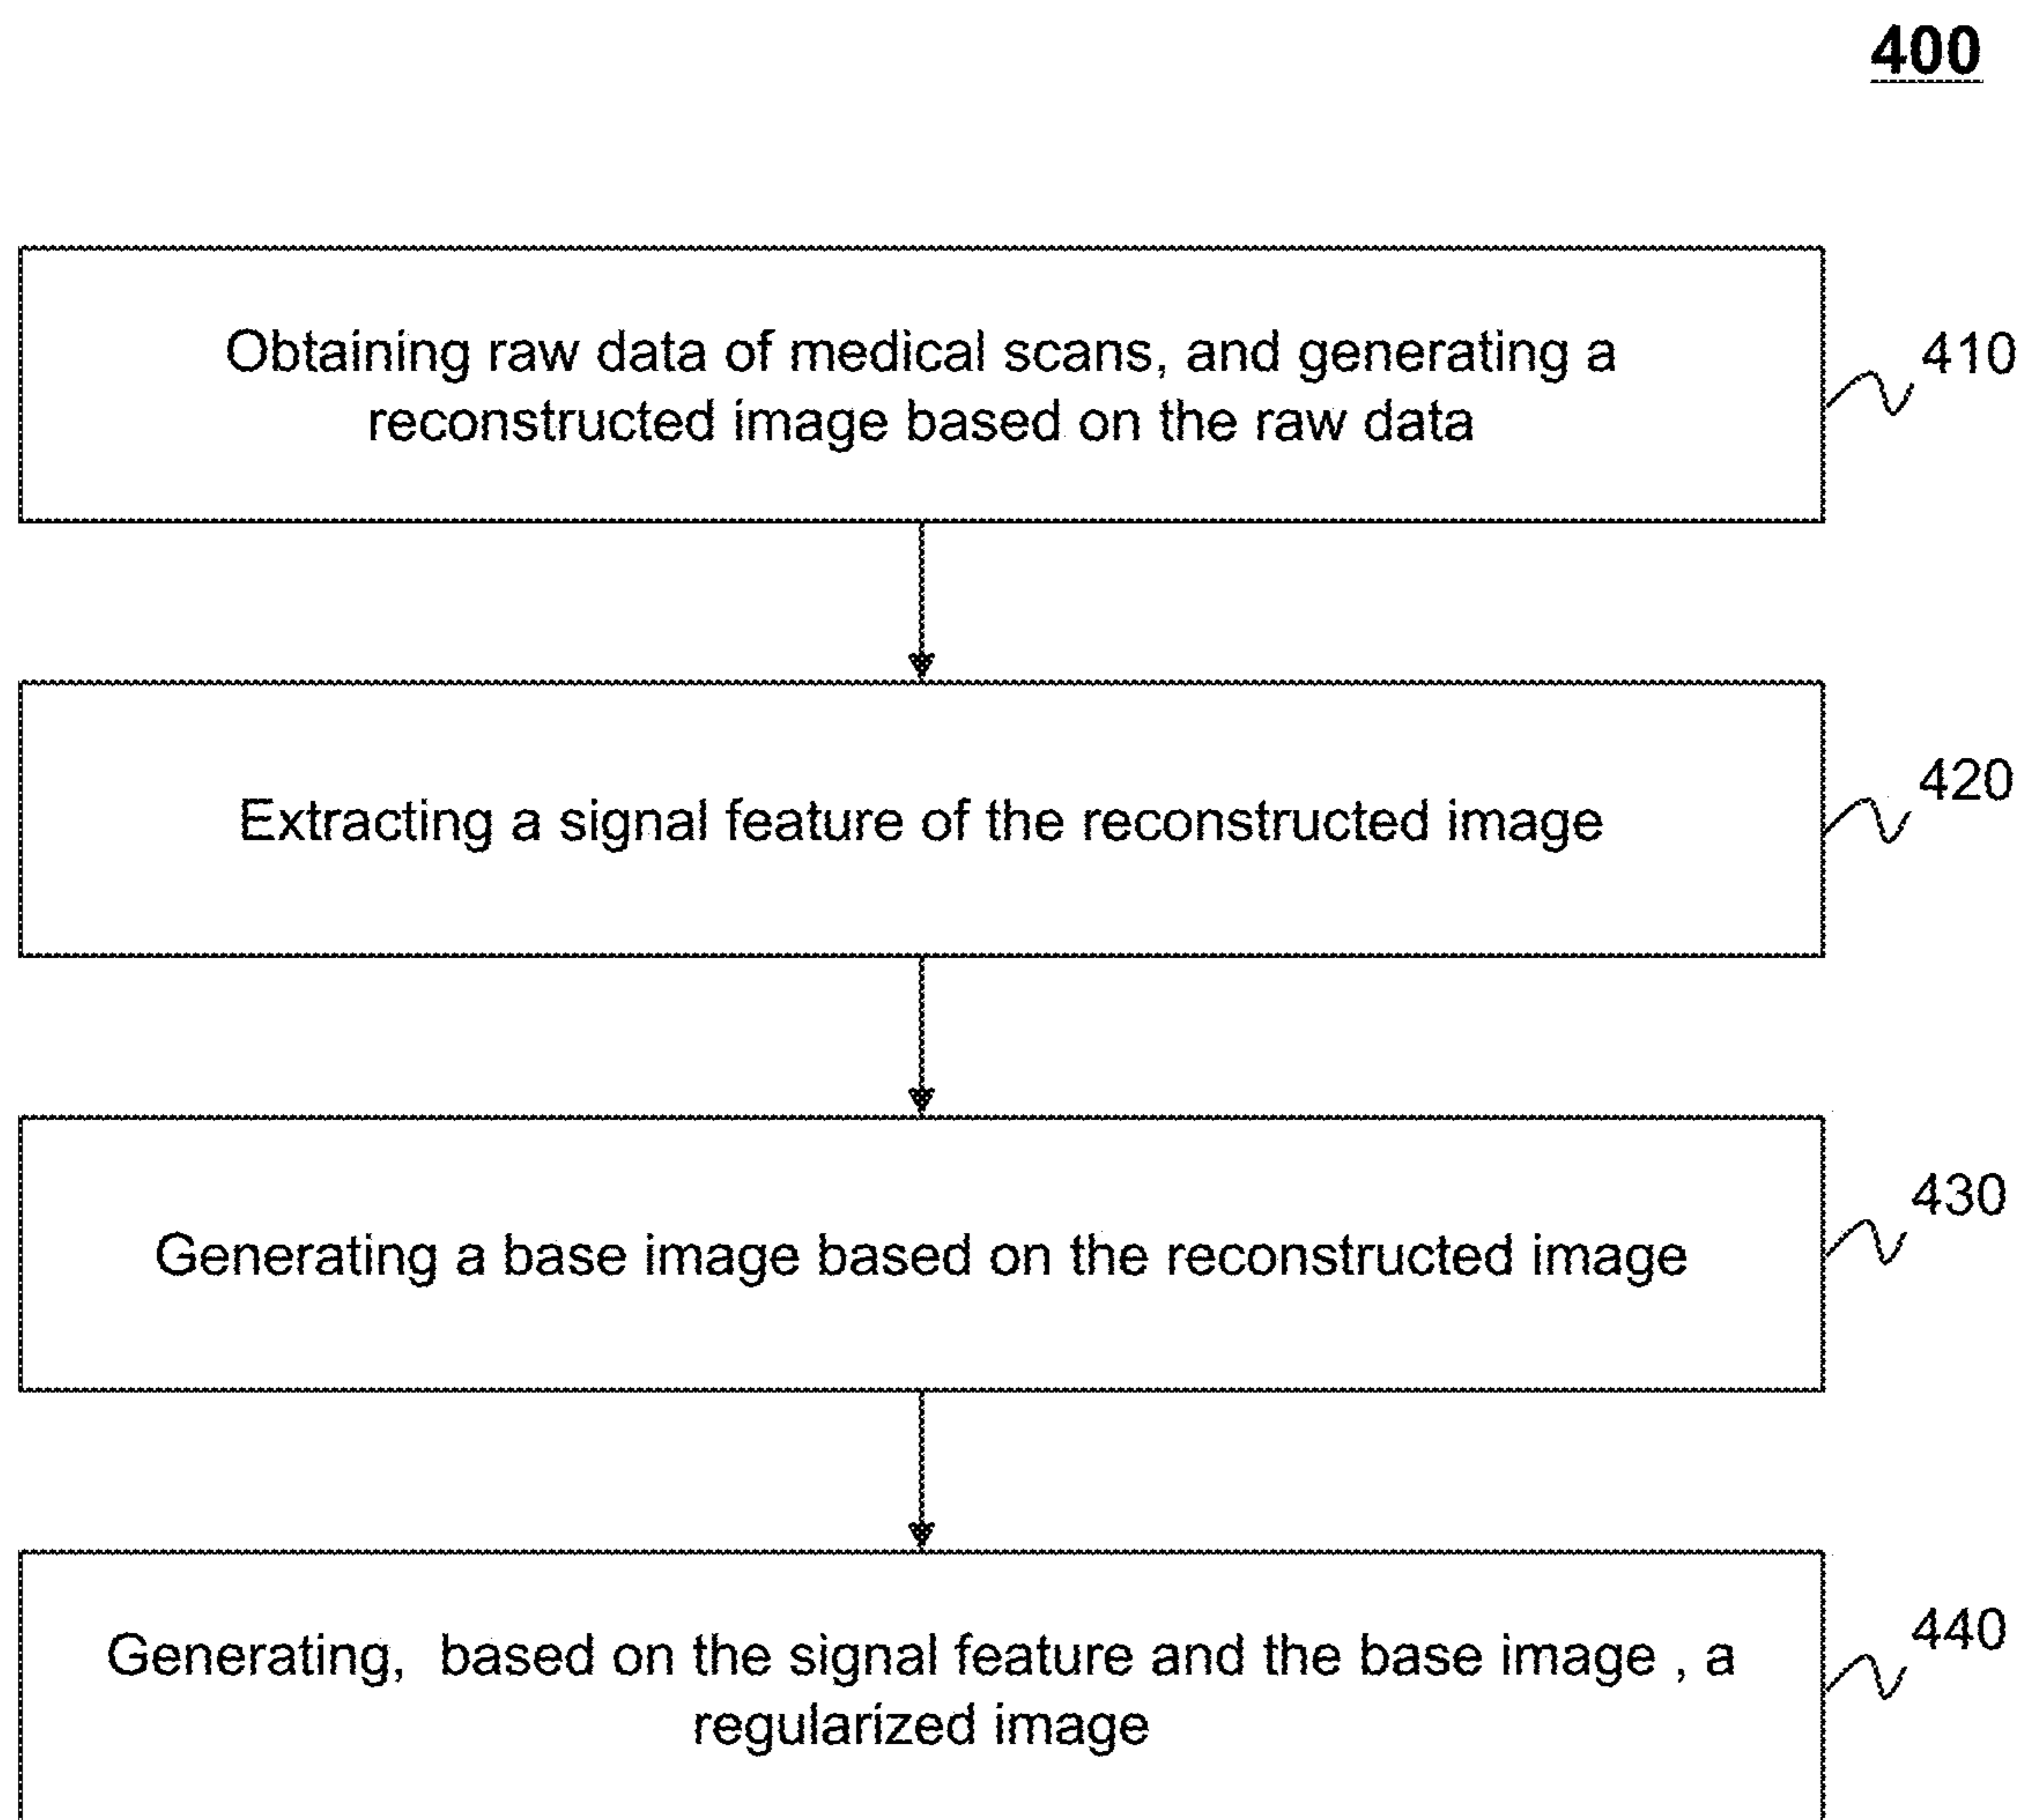 400
Obtaining raw data of medical scans, and generating a
reconstructed image based on the raw data
410
Extracting a signal feature of the reconstructed image
420
Generating a base image based on the reconstructed image
430
Generating, based on the signal feature and the base image , a
regularized image
440